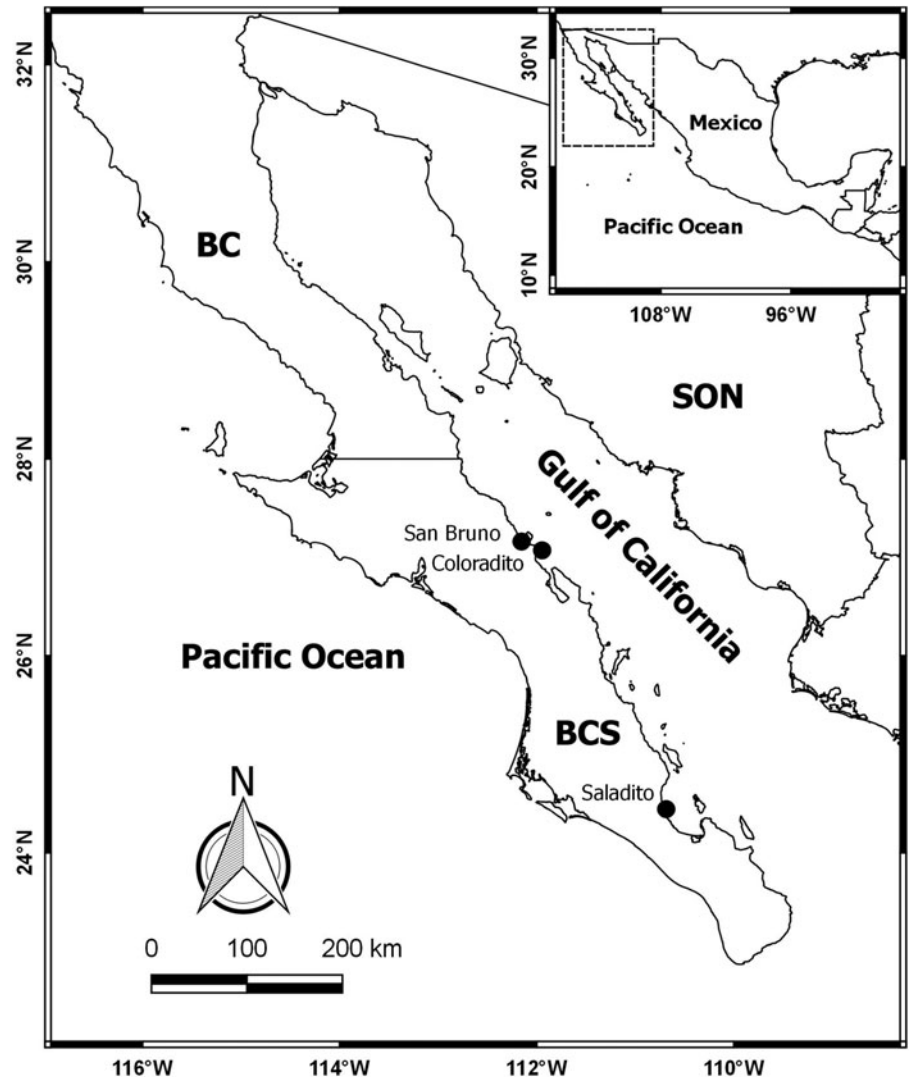 32°N
30°N
28°N
26°N
24°N
116°W
114°W
112°W
110°W
30°N
20°N
10°N
108°W
96°W
Mexico
Pacific Ocean
BC
SON
Gulf of California
San Bruno
Coloradito
Pacific Ocean
BCS
Saladito
N
0 100 200 km